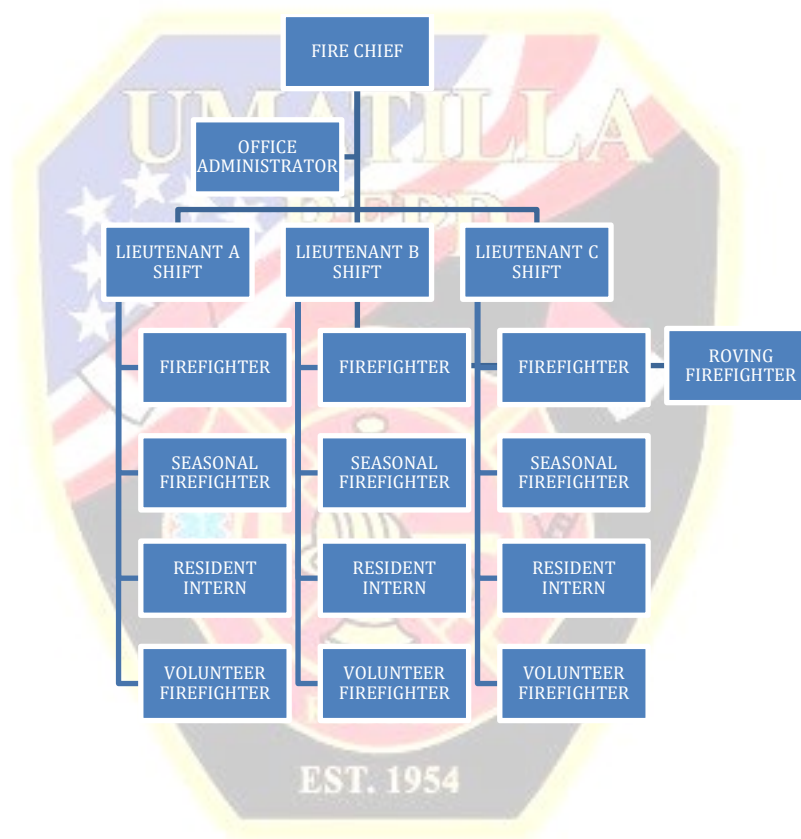 FIRE CHIEF
UMATILLA
OFFICE
ADMINISTRATOR
LIEUTENANT A
SHIFT
LIEUTENANT B
SHIFT
LIEUTENANT C
SHIFT
FIREFIGHTER
FIREFIGHTER
FIREFIGHTER
ROVING
FIREFIGHTER
SEASONAL
FIREFIGHTER
SEASONAL
FIREFIGHTER
SEASONAL
FIREFIGHTER
RESIDENT
INTERN
RESIDENT
INTERN
RESIDENT
INTERN
VOLUNTEER
FIREFIGHTER
VOLUNTEER
FIREFIGHTER
VOLUNTEER
FIREFIGHTER
EST. 1954